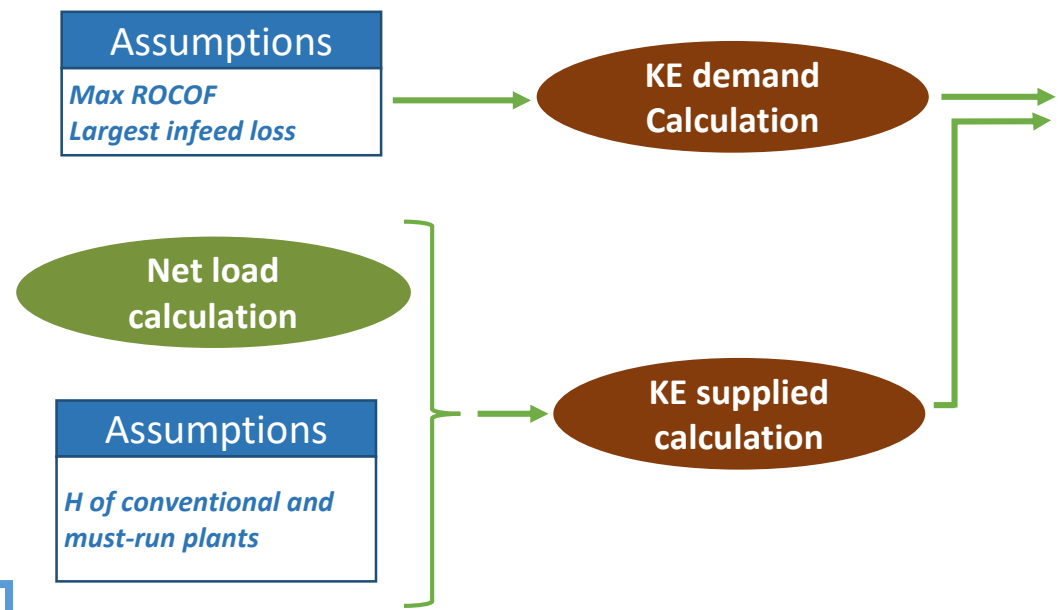 Assumptions
Max ROCOF
Largest infeed loss
KE demand
Calculation
Net load
calculation
Assumptions
H of conventional and
must-run plants
KE supplied
calculation